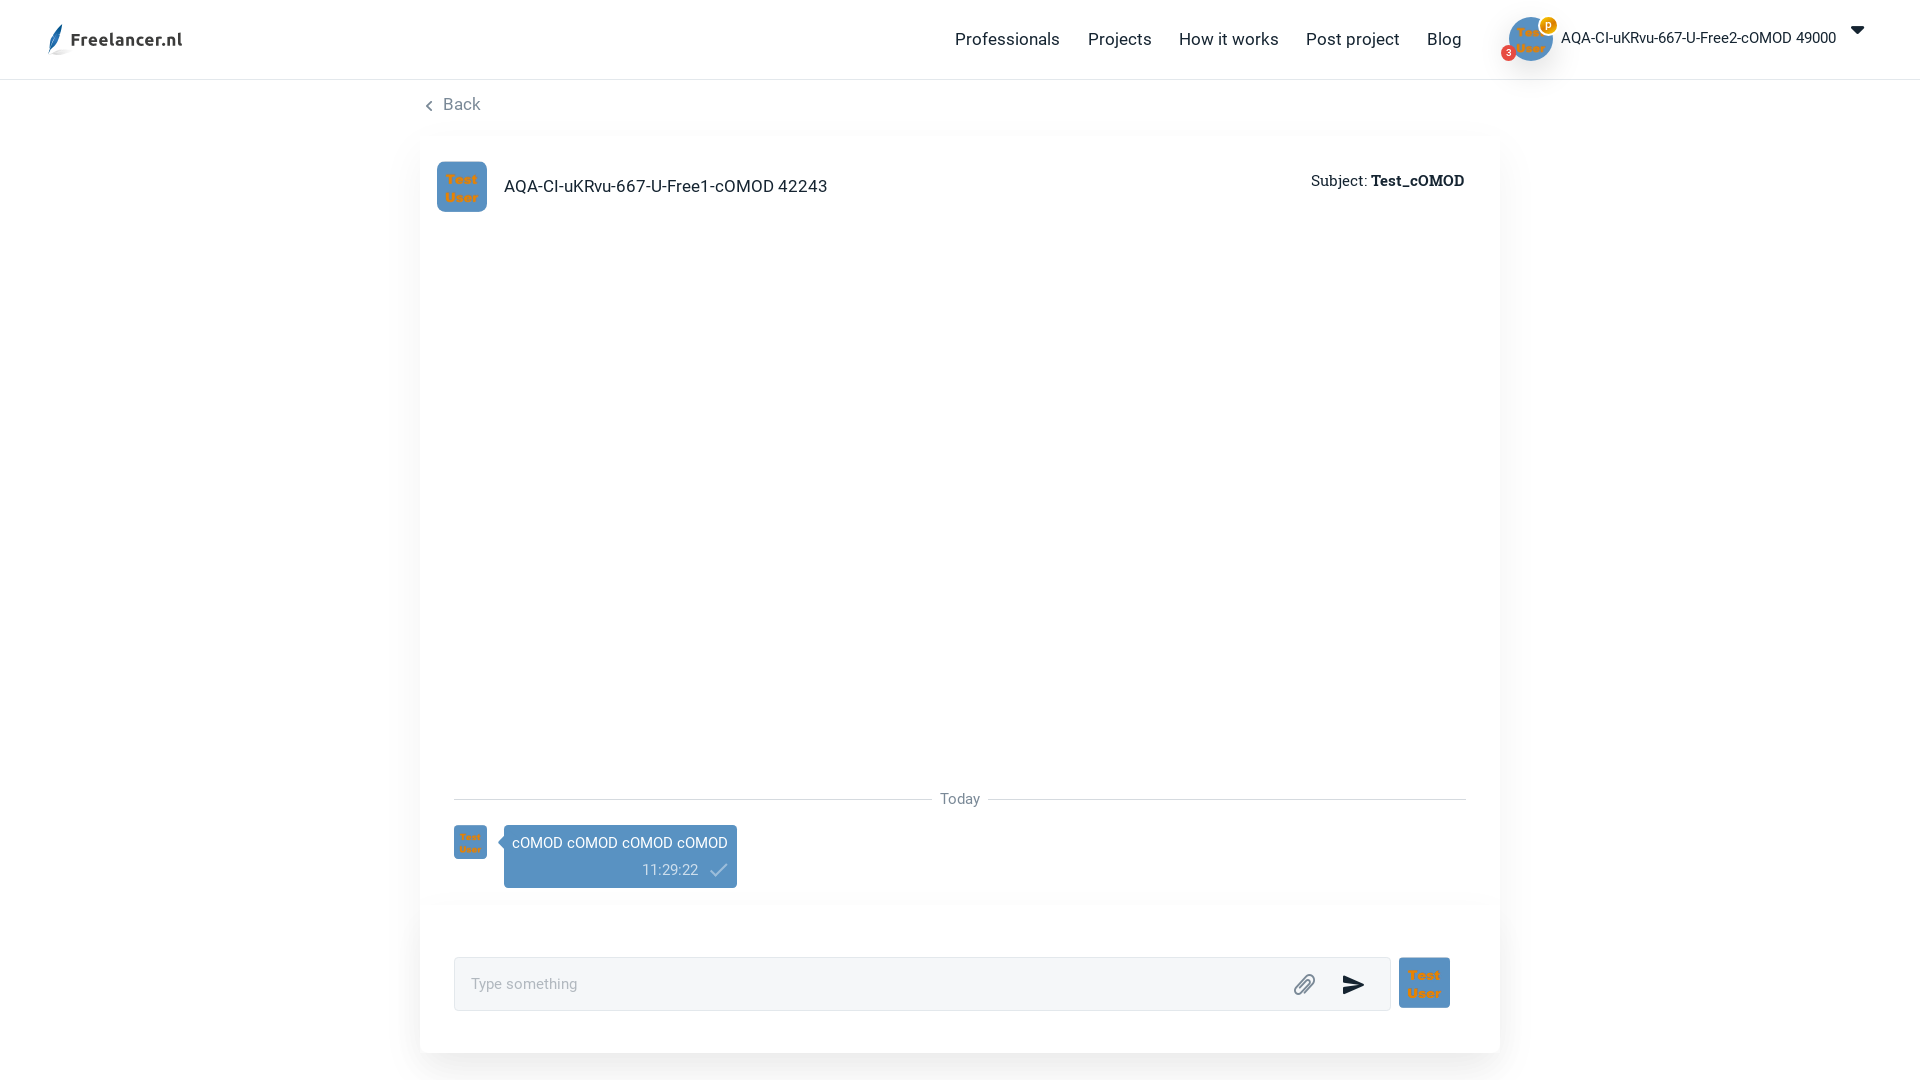 Freelancer.nl
Professionals
Projects
How it works
Post project
Blog
Test
User
P
3
AQA-CI-uKRvu-667-U-Free2-cOMOD 49000
Back
Test
User
AQA-CI-uKRvu-667-U-Free1-cOMOD 42243
Subject: Test_cOMOD
Today
Test
User
cOMOD cOMOD cOMOD cOMOD
11:29:22
Type something
Test
User